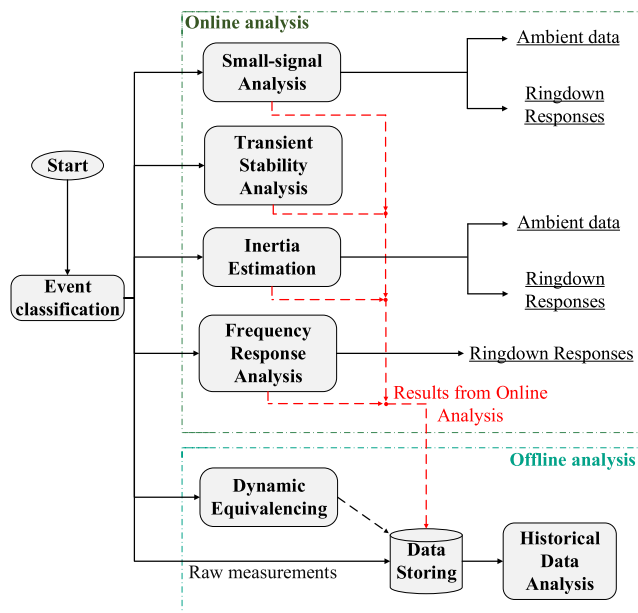 Online analysis
Small-signal
Analysis
Ambient data
Ringdown
Responses
Transient
Stability
Analysis
Start
Event
classification
Inertia
Estimation
Ambient data
Ringdown
Responses
Frequency
Response
Analysis
Ringdown Responses
Results from Online
Analysis
Offline analysis
Dynamic
Equivalencing
Data
Storing
Historical
Data
Analysis
Raw measurements